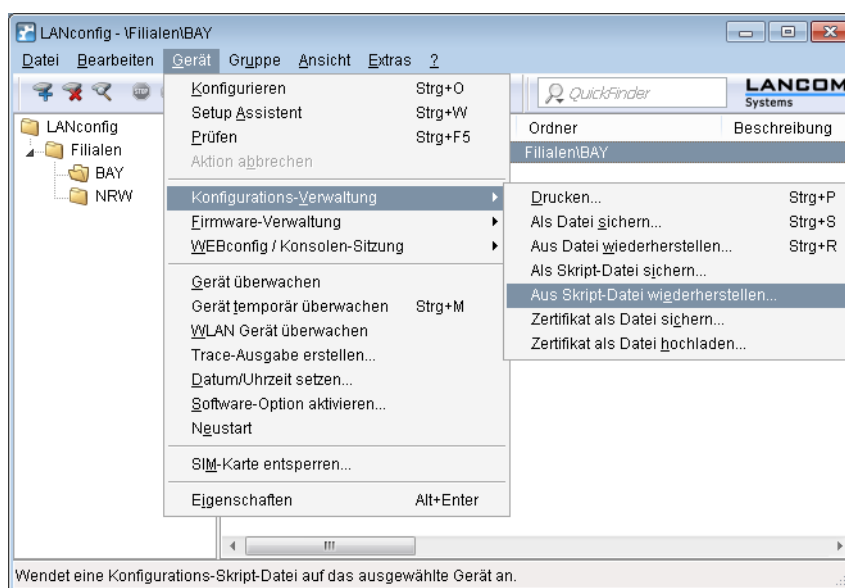 LANconfig - \Filialen\BAY
Datei Bearbeiten Gerät Gruppe Ansicht Extras ?
QuickFinder
LANCOM
Systems
LANconfig
Filialen
BAY
NRW
Ordner Beschreibung
Filialen\BAY
Konfigurieren Strg+O
Setup Assistent Strg+W
Prüfen Strg+F5
Aktion abbrechen
Konfigurations-Verwaltung
Firmware-Verwaltung
WEBconfig / Konsolen-Sitzung
Gerät überwachen
Gerät temporär überwachen Strg+M
WLAN Gerät überwachen
Trace-Ausgabe erstellen...
Datum/Uhrzeit setzen...
Software-Option aktivieren...
Neustart
SIM-Karte entsperren...
Eigenschaften Alt+Enter
Drucken... Strg+P
Als Datei sichern... Strg+S
Aus Datei wiederherstellen... Strg+R
Als Skript-Datei sichern...
Aus Skript-Datei wiederherstellen...
Zertifikat als Datei sichern...
Zertifikat als Datei hochladen...
Wendet eine Konfigurations-Skript-Datei auf das ausgewählte Gerät an.